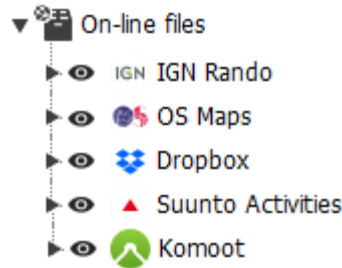 On-line files
IGN IGN Rando
OS Maps
Dropbox
Suunto Activities
Komoot